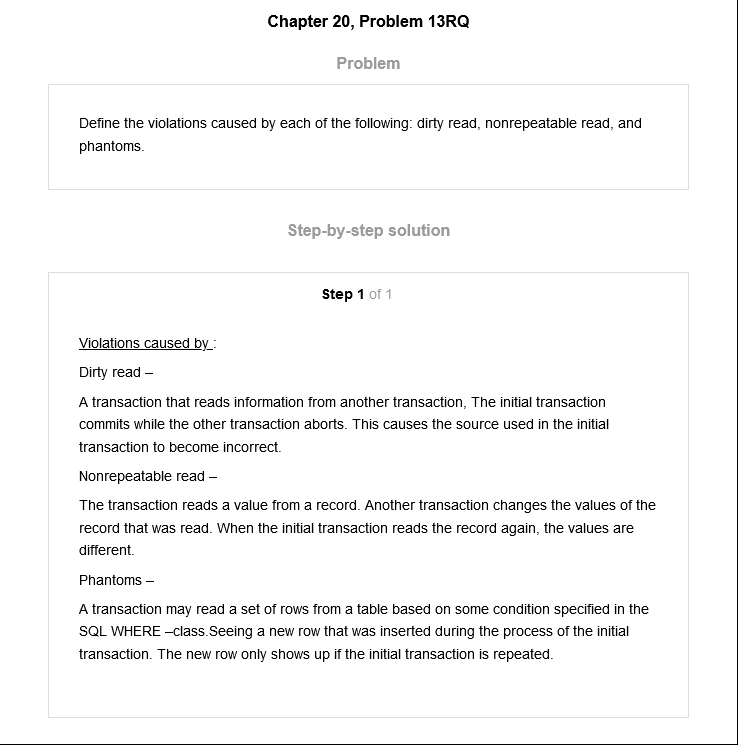 Chapter 20, Problem 13RQ
Problem
Define the violations caused by each of the following: dirty read, nonrepeatable read, and
phantoms.
Step-by-step solution
Step 1 of 1
Violations caused by :
Dirty read –
A transaction that reads information from another transaction, The initial transaction
commits while the other transaction aborts. This causes the source used in the initial
transaction to become incorrect.
Nonrepeatable read –
The transaction reads a value from a record. Another transaction changes the values of the
record that was read. When the initial transaction reads the record again, the values are
different.
Phantoms –
A transaction may read a set of rows from a table based on some condition specified in the
SQL WHERE –class.Seeing a new row that was inserted during the process of the initial
transaction. The new row only shows up if the initial transaction is repeated.